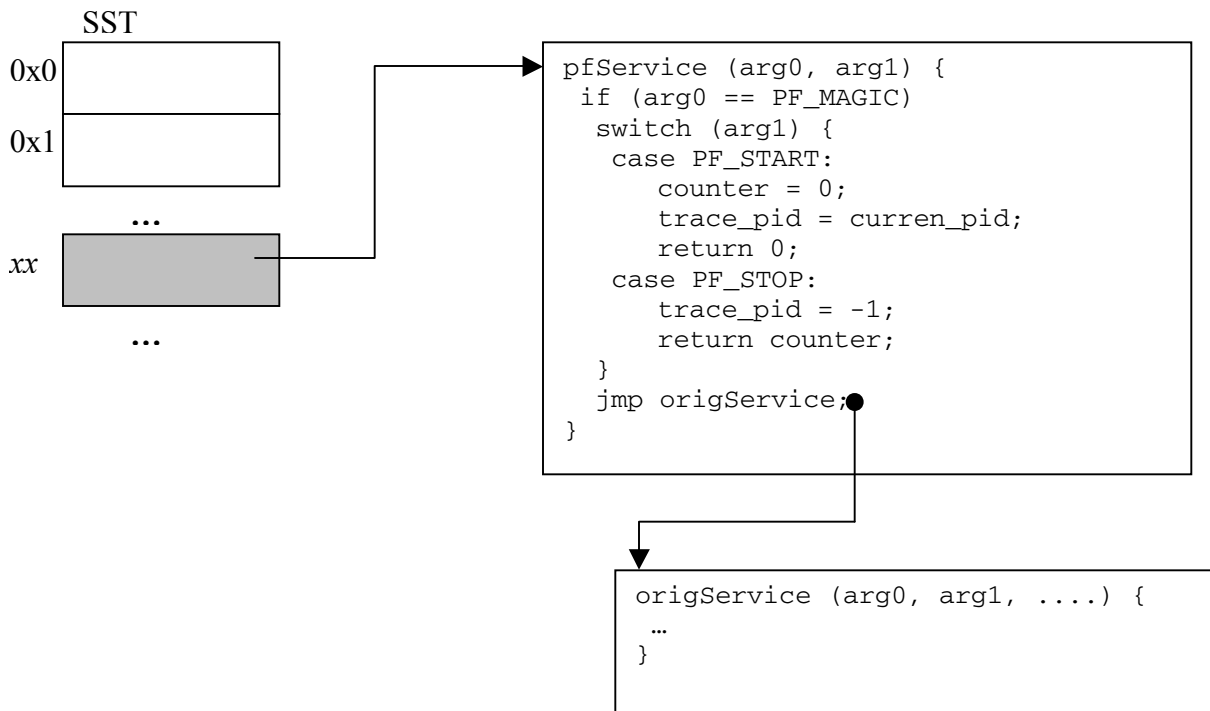 SST
0x0
0x1
...
xx
...
pfService (arg0, arg1) {
if (arg0 == PF_MAGIC)
switch (arg1) {
case PF_START:
counter = 0;
trace_pid = curren_pid;
return 0;
case PF_STOP:
trace_pid = -1;
return counter;
}
jmp origService;
}
origService (arg0, arg1, ....) {
…
}